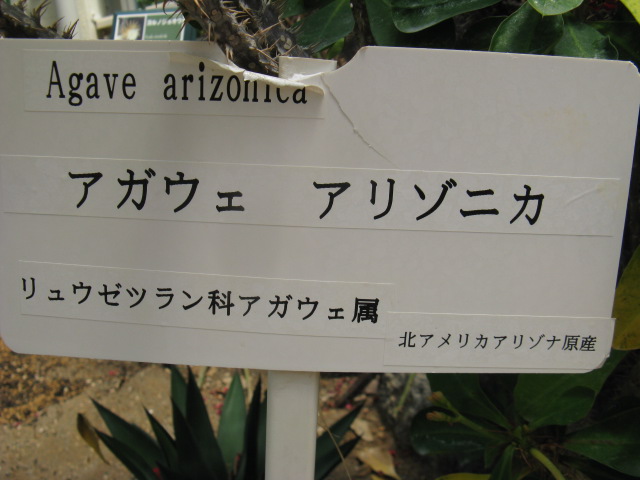 Agave arizonica
アガウェ アリゾニカ
リュウゼツラン科アガウェ属
北アメリカアリゾナ原産